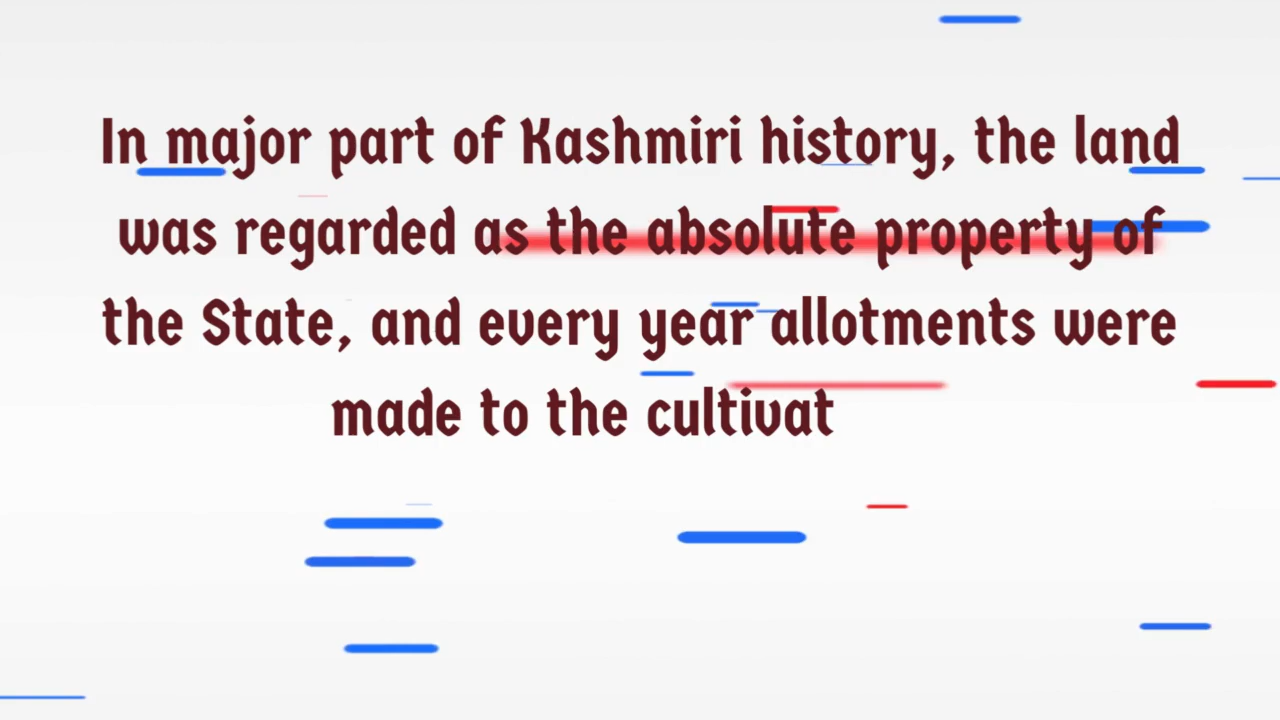 In major part of Kashmiri history, the land
was regarded as the absolute property of
the State, and every year allotments were
made to the cultivat